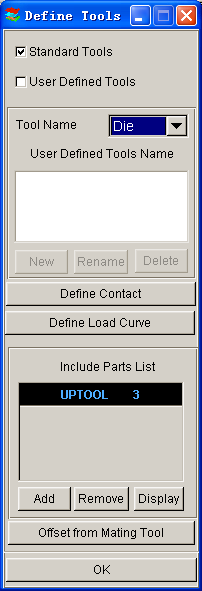 Define Tools
Standard Tools
User Defined Tools
Tool Name Die
User Defined Tools Name
New Rename Delete
Define Contact
Define Load Curve
Include Parts List
UPTOOL 3
Add Remove Display
Offset from Mating Tool
OK